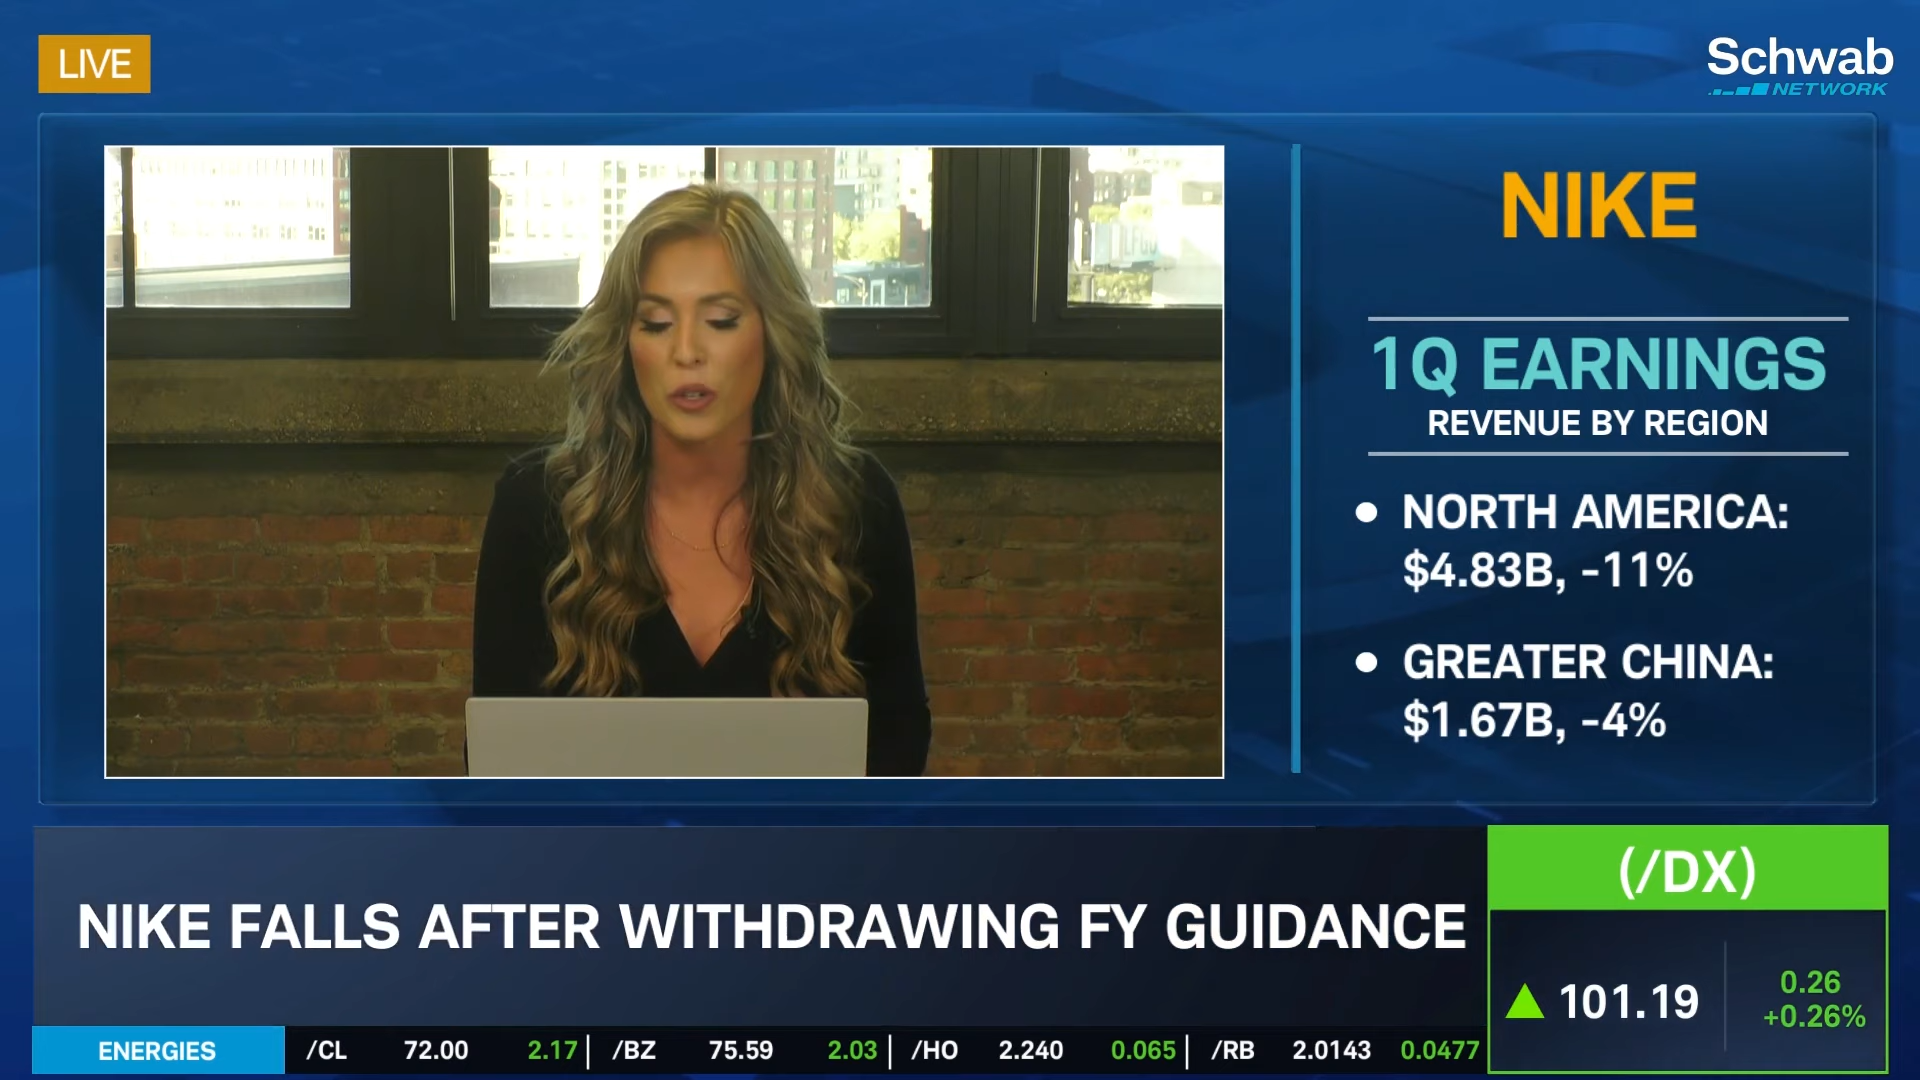 LIVE
Schwab
NETWORK
NIKE
1Q EARNINGS
REVENUE BY REGION
• NORTH AMERICA:
$4.83B, -11%
• GREATER CHINA:
$1.67B, -4%
NIKE FALLS AFTER WITHDRAWING FY GUIDANCE
(/DX)
▲ 101.19
0.26
+0.26%
ENERGIES /CL 72.00 2.17 | /BZ 75.59 2.03 | /HO 2.240 0.065 | /RB 2.0143 0.0477